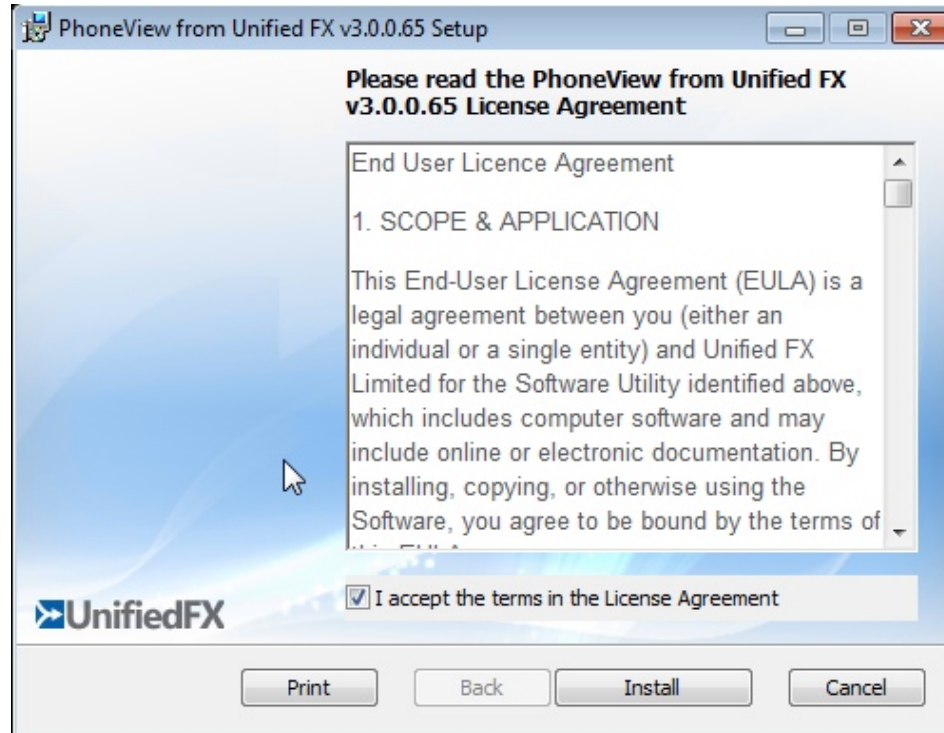 PhoneView from Unified FX v3.0.0.65 Setup
Please read the PhoneView from Unified FX
v3.0.0.65 License Agreement
End User Licence Agreement
1. SCOPE & APPLICATION
This End-User License Agreement (EULA) is a
legal agreement between you (either an
individual or a single entity) and Unified FX
Limited for the Software Utility identified above,
which includes computer software and may
include online or electronic documentation. By
installing, copying, or otherwise using the
Software, you agree to be bound by the terms of
I accept the terms in the License Agreement
UnifiedFX
Print
Back
Install
Cancel